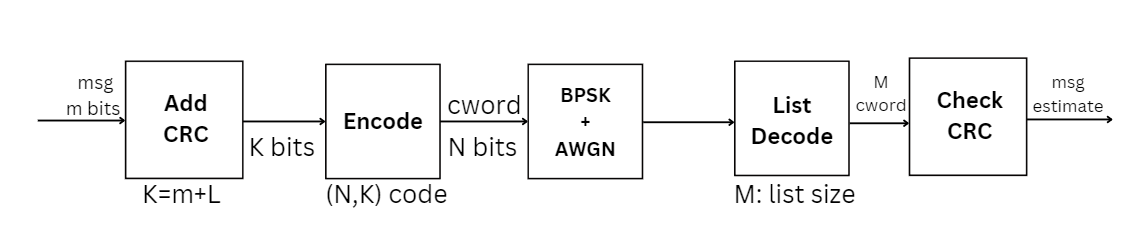 msg
m bits
Add
CRC
K bits
K=m+L
Encode
(N,K) code
cword
N bits
BPSK
+
AWGN
List
Decode
M: list size
M
cword
Check
CRC
msg
estimate